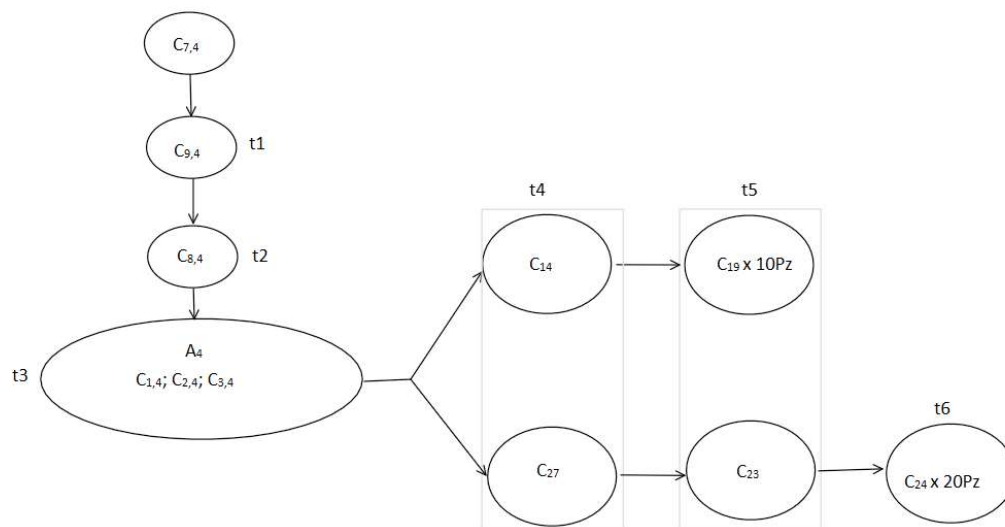 C₇,₄
C₉,₄
t1
C₈,₄
t2
A₄
C₁,₄; C₂,₄; C₃,₄
t3
t4
t5
C₁₄
C₁₉ x 10Pz
C₂₇
C₂₃
t6
C₂₄ x 20Pz